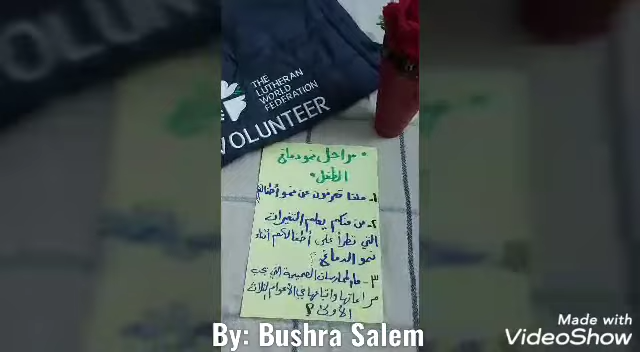 THE
LUTHERAN
WORLD
FEDERATION
VOLUNTEER
• مراحل نمو دماغ
الطفل •
١- ماذا تعرفون عن نمو أطفالكم
٢- من منكم يعلم التغيرات
التي تطرأ على أطفالكم أثناء
نمو الدماغ؟
٣- ما الممارسات الصحيحة التي يجب
مراعاتها واتباعها في الأعوام الثلاث
الأولى؟
By: Bushra Salem
Made with
VideoShow